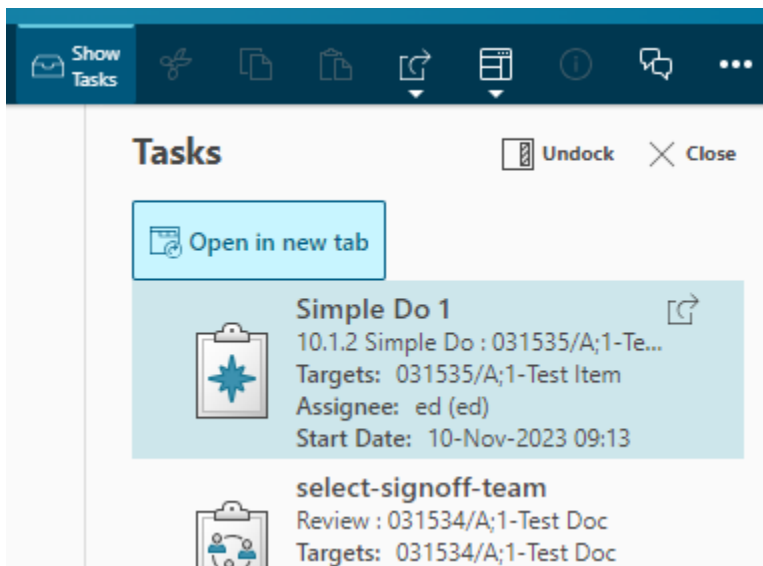 Show
Tasks
Tasks
Undock
Close
Open in new tab
Simple Do 1
10.1.2 Simple Do : 031535/A;1-Te...
Targets: 031535/A;1-Test Item
Assignee: ed (ed)
Start Date: 10-Nov-2023 09:13
select-signoff-team
Review : 031534/A;1-Test Doc
Targets: 031534/A;1-Test Doc